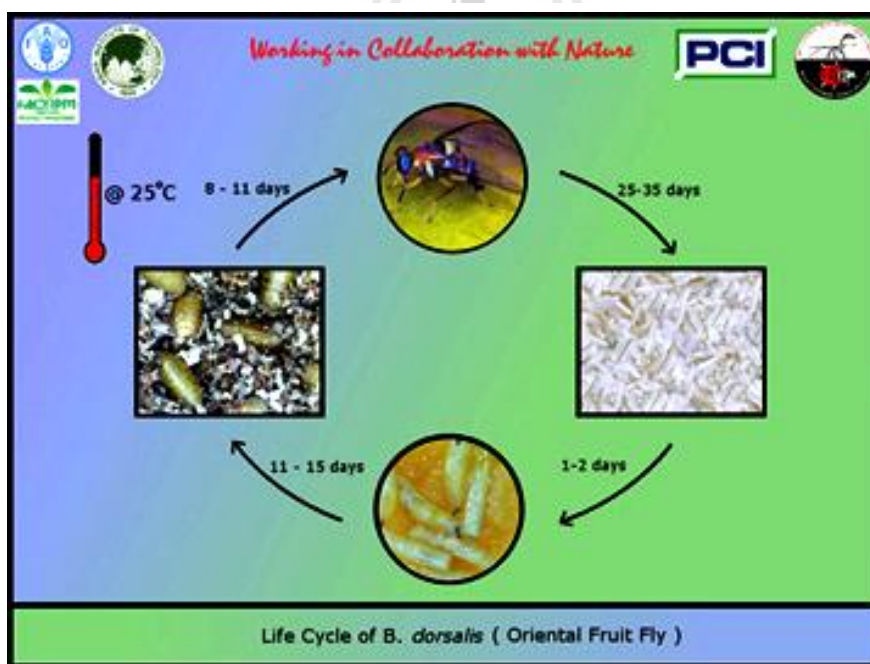 Working in Collaboration with Nature
FAO
PCI
@ 25°C
8 - 11 days
25-35 days
11 - 15 days
1-2 days
Life Cycle of B. dorsalis ( Oriental Fruit Fly )